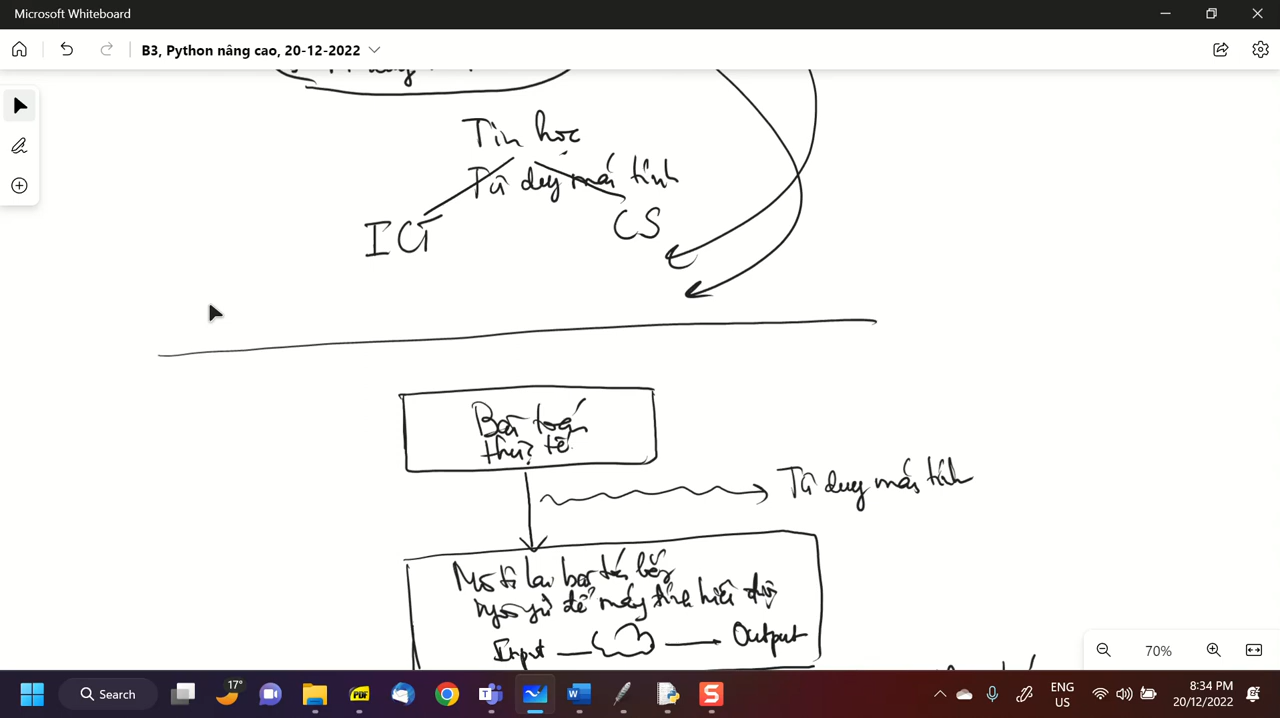 Microsoft Whiteboard
B3, Python nâng cao, 20-12-2022
Tin học
Tư duy máy tính
ICT
CS
Bài toán
thực tế
Tư duy máy tính
Mô tả lại bài toán bằng
ngôn ngữ để máy tính hiểu được
Input
Output
70%
Search
17°
PDF
ENG
US
8:34 PM
20/12/2022